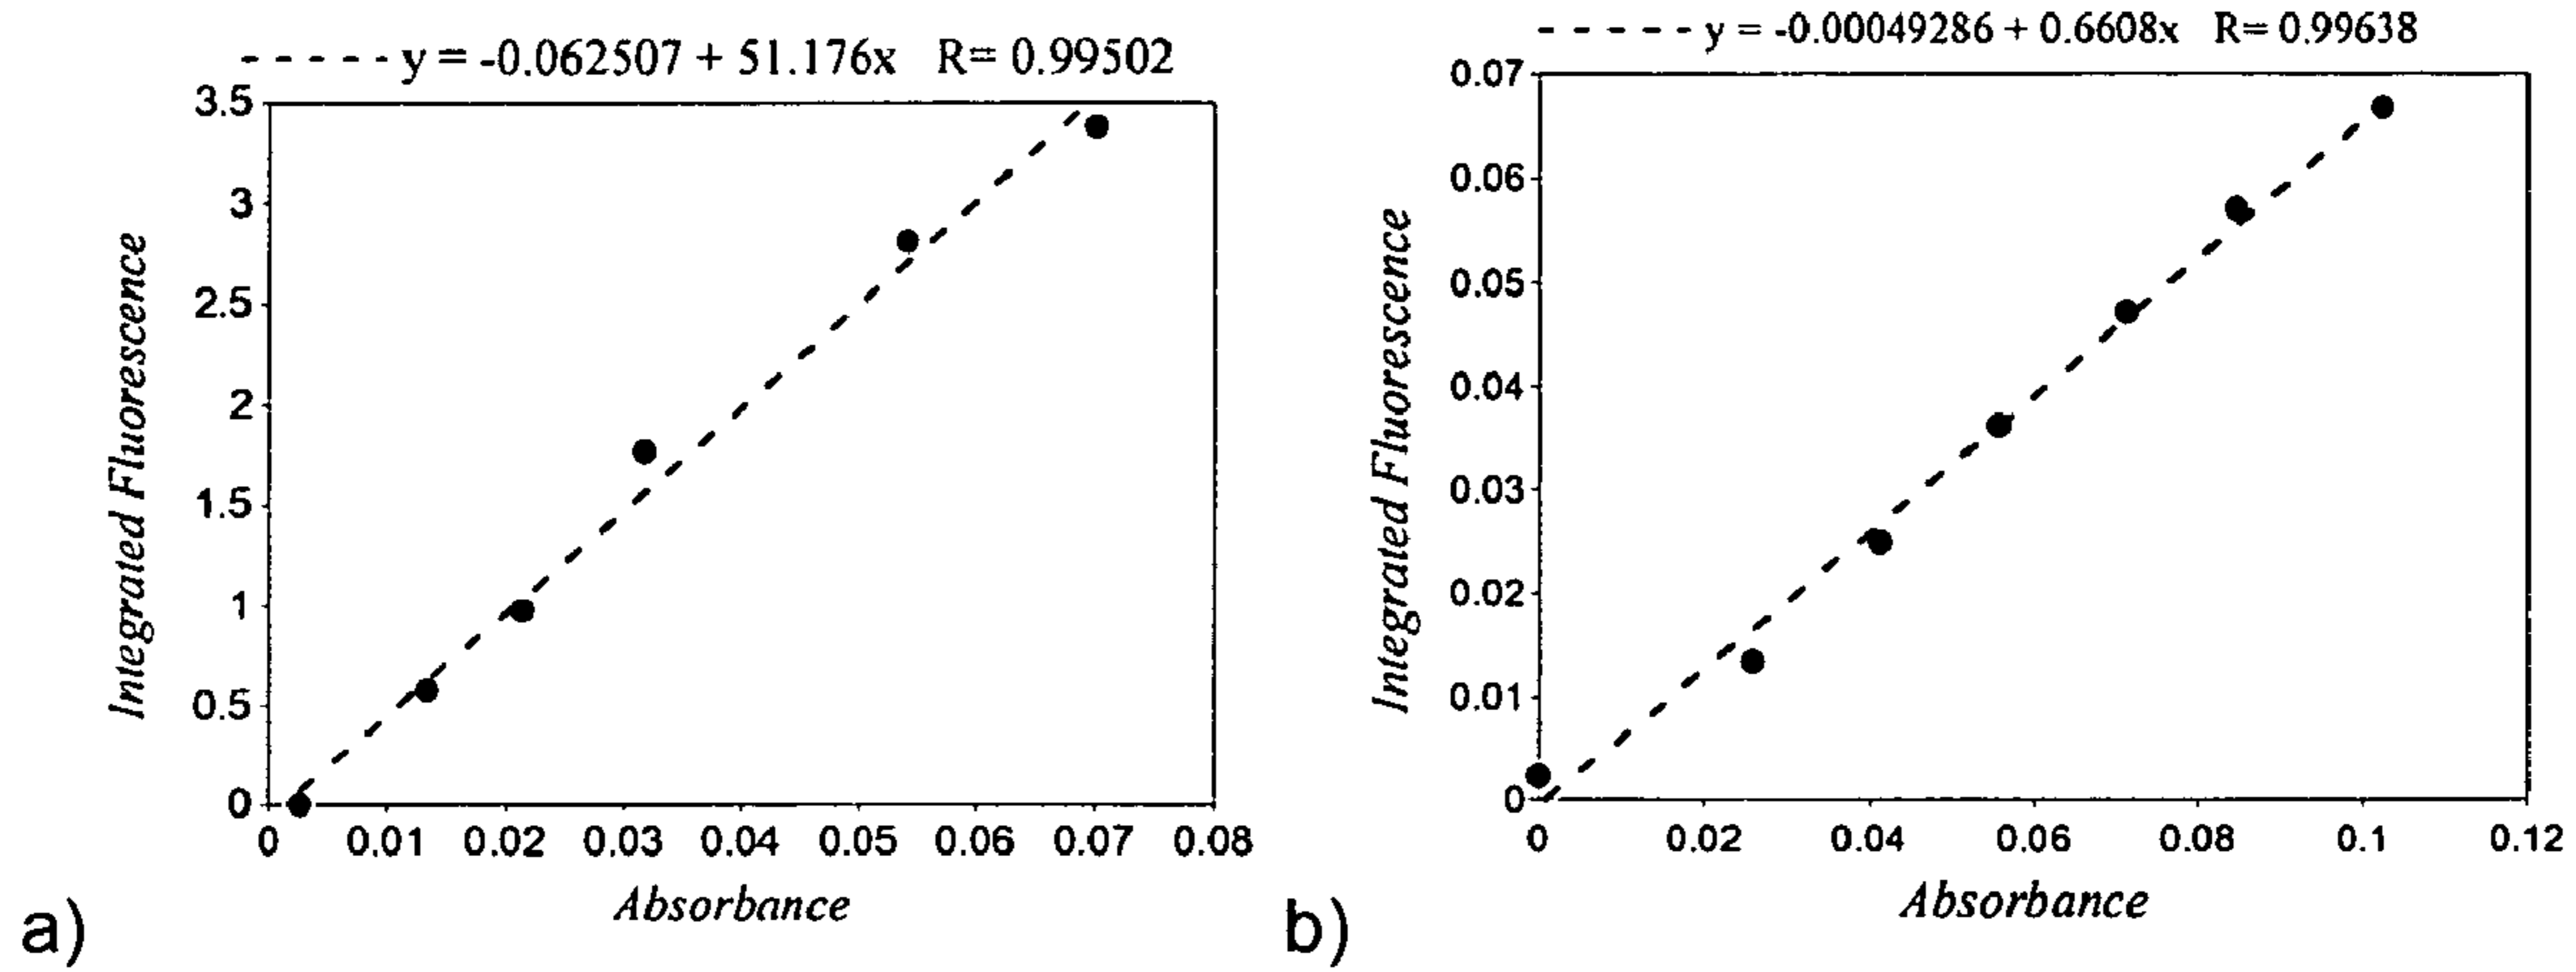 y = -0.062507 + 51.176x R= 0.99502
3.5
3
2.5
2
1.5
1
0.5
0
0 0.01 0.02 0.03 0.04 0.05 0.06 0.07 0.08
Integrated Fluorescence
Absorbance
a)
y = -0.00049286 + 0.6608x R= 0.99638
0.07
0.06
0.05
0.04
0.03
0.02
0.01
0
0 0.02 0.04 0.06 0.08 0.1 0.12
Integrated Fluorescence
Absorbance
b)